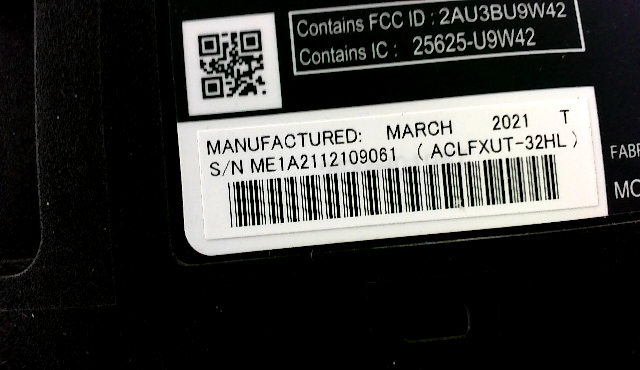 Contains FCC ID : 2AU3BU9W42
Contains IC : 25625-U9W42
MANUFACTURED: MARCH 2021 T
S/N ME1A2112109061 ( ACLFXUT-32HL )